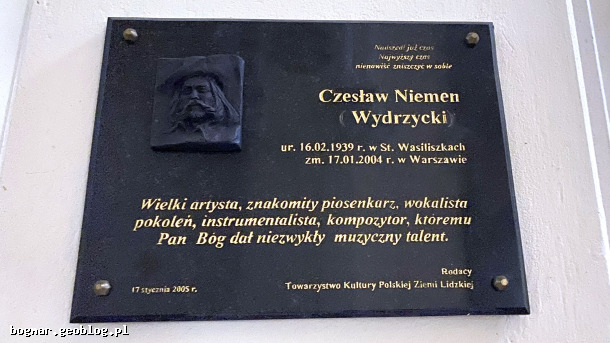 Nadszedł już czas
Najwyższy czas
nienawiść zniszczyć w sobie
Czesław Niemen
( Wydrzycki)
ur. 16.02.1939 r. w St. Wasiliszkach
zm. 17.01.2004 r. w Warszawie
Wielki artysta, znakomity piosenkarz, wokalista
pokoleń, instrumentalista, kompozytor, któremu
Pan Bóg dał niezwykły muzyczny talent.
Rodacy
17 stycznia 2005 r.
Towarzystwo Kultury Polskiej Ziemi Lidzkiej
bognar.geoblog.pl